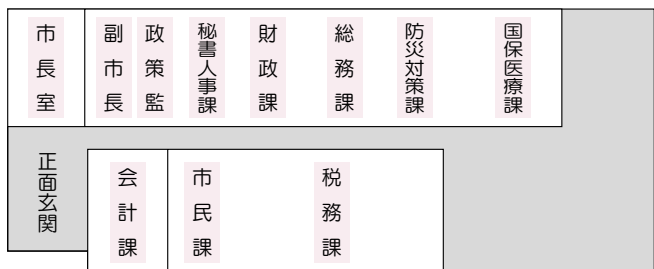 市長室
副市長
政策監
秘書人事課
財政課
総務課
防災対策課
国保医療課
正面玄関
会計課
市民課
税務課